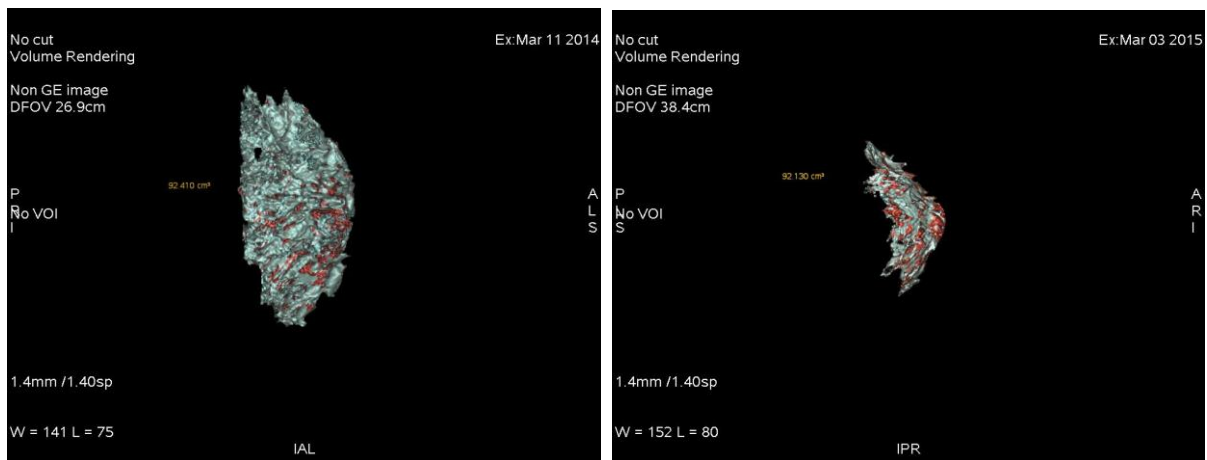 No cut
Volume Rendering
Ex:Mar 11 2014
Non GE image
DFOV 26.9cm
92.410 cm³
P
R
I
No VOI
A
L
S
1.4mm /1.40sp
W = 141 L = 75
IAL
No cut
Volume Rendering
Ex:Mar 03 2015
Non GE image
DFOV 38.4cm
92.130 cm³
P
L
S
No VOI
A
R
I
1.4mm /1.40sp
W = 152 L = 80
IPR